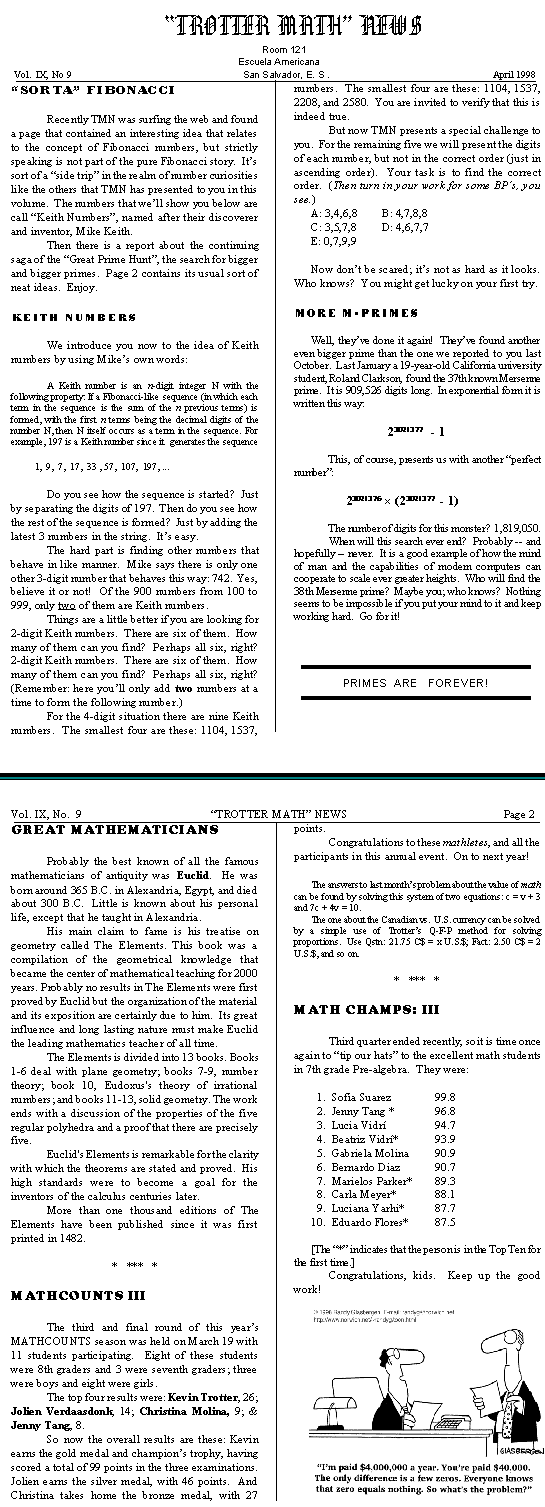 "TROTTER MATH" NEWS
Room 121
Escuela Americana
Vol. IX, No 9 San Salvador, E. S. April 1998
"SORTA" FIBONACCI
Recently TMN was surfing the web and found
a page that contained an interesting idea that relates
to the concept of Fibonacci numbers, but strictly
speaking is not part of the pure Fibonacci story. It's
sort of a "side trip" in the realm of number curiosities
like the others that TMN has presented to you in this
volume. The numbers that we'll show you below are
call "Keith Numbers", named after their discoverer
and inventor, Mike Keith.
Then there is a report about the continuing
saga of the "Great Prime Hunt", the search for bigger
and bigger primes. Page 2 contains its usual sort of
neat ideas. Enjoy.
KEITH NUMBERS
We introduce you now to the idea of Keith
numbers by using Mike's own words:
A Keith number is an n-digit integer N with the
following property: If a Fibonacci-like sequence (in which each
term in the sequence is the sum of the n previous terms) is
formed, with the first n terms being the decimal digits of the
number N, then N itself occurs as a term in the sequence. For
example, 197 is a Keith number since it generates the sequence
1, 9, 7, 17, 33 ,57, 107, 197, ...
Do you see how the sequence is started? Just
by separating the digits of 197. Then do you see how
the rest of the sequence is formed? Just by adding the
latest 3 numbers in the string. It's easy.
The hard part is finding other numbers that
behave in like manner. Mike says there is only one
other 3-digit number that behaves this way: 742. Yes,
believe it or not! Of the 900 numbers from 100 to
999, only two of them are Keith numbers.
Things are a little better if you are looking for
2-digit Keith numbers. There are six of them. How
many of them can you find? Perhaps all six, right?
2-digit Keith numbers. There are six of them. How
many of them can you find? Perhaps all six, right?
(Remember: here you'll only add two numbers at a
time to form the following number.)
For the 4-digit situation there are nine Keith
numbers. The smallest four are these: 1104, 1537,
numbers. The smallest four are these: 1104, 1537,
2208, and 2580. You are invited to verify that this is
indeed true.
But now TMN presents a special challenge to
you. For the remaining five we will present the digits
of each number, but not in the correct order (just in
ascending order). Your task is to find the correct
order. (Then turn in your work for some BP's, you
see.)
A: 3,4,6,8 B: 4,7,8,8
C: 3,5,7,8 D: 4,6,7,7
E: 0,7,9,9
Now don't be scared; it's not as hard as it looks.
Who knows? You might get lucky on your first try.
MORE M-PRIMES
Well, they've done it again! They've found another
even bigger prime than the one we reported to you last
October. Last January a 19-year-old California university
student, Roland Clarkson, found the 37th known Mersenne
prime. It is 909,526 digits long. In exponential form it is
written this way:
2^3021377 - 1
This, of course, presents us with another "perfect
number":
2^3021376 × (2^3021377 - 1)
The number of digits for this monster? 1,819,050.
When will this search ever end? Probably -- and
hopefully -- never. It is a good example of how the mind
of man and the capabilities of modern computers can
cooperate to scale ever greater heights. Who will find the
38th Mersenne prime? Maybe you; who knows? Nothing
seems to be impossible if you put your mind to it and keep
working hard. Go for it!
PRIMES ARE FOREVER!
Vol. IX, No. 9 "TROTTER MATH" NEWS Page 2
GREAT MATHEMATICIANS
Probably the best known of all the famous
mathematicians of antiquity was Euclid. He was
born around 365 B.C. in Alexandria, Egypt, and died
about 300 B.C. Little is known about his personal
life, except that he taught in Alexandria.
His main claim to fame is his treatise on
geometry called The Elements. This book was a
compilation of the geometrical knowledge that
became the center of mathematical teaching for 2000
years. Probably no results in The Elements were first
proved by Euclid but the organization of the material
and its exposition are certainly due to him. Its great
influence and long lasting nature must make Euclid
the leading mathematics teacher of all time.
The Elements is divided into 13 books. Books
1-6 deal with plane geometry; books 7-9, number
theory; book 10, Eudoxus's theory of irrational
numbers; and books 11-13, solid geometry. The work
ends with a discussion of the properties of the five
regular polyhedra and a proof that there are precisely
five.
Euclid's Elements is remarkable for the clarity
with which the theorems are stated and proved. His
high standards were to become a goal for the
inventors of the calculus centuries later.
More than one thousand editions of The
Elements have been published since it was first
printed in 1482.
* *** *
MATHCOUNTS III
The third and final round of this year's
MATHCOUNTS season was held on March 19 with
11 students participating. Eight of these students
were 8th graders and 3 were seventh graders; three
were boys and eight were girls.
The top four results were: Kevin Trotter, 26;
Jolien Verdaasdonk, 14; Christina Molina, 9; &
Jenny Tang, 8.
So now the overall results are these: Kevin
earns the gold medal and champion's trophy, having
scored a total of 99 points in the three examinations.
Jolien earns the silver medal, with 46 points. And
Christina takes home the bronze medal, with 27
points.
Congratulations to these mathletes, and all the
participants in this annual event. On to next year!
The answers to last month's problem about the value of math
can be found by solving this system of two equations: c = v + 3
and 7c + 4v = 10.
The one about the Canadian vs. U.S. currency can be solved
by a simple use of Trotter's Q-F-P method for solving
proportions. Use Qstn: 21.75 C$ = x U.S.$; Fact: 2.50 C$ = 2
U.S.$, and so on.
* *** *
MATH CHAMPS: III
Third quarter ended recently, so it is time once
again to "tip our hats" to the excellent math students
in 7th grade Pre-algebra. They were:
1. Sofía Suarez 99.8
2. Jenny Tang * 96.8
3. Lucia Vidrí 94.7
4. Beatriz Vidrí* 93.9
5. Gabriela Molina 90.9
6. Bernardo Diaz 90.7
7. Marielos Parker* 89.3
8. Carla Meyer* 88.1
9. Luciana Yarhi* 87.7
10. Eduardo Flores* 87.5
[The "*" indicates that the person is in the Top Ten for
the first time.]
Congratulations, kids. Keep up the good
work!
© 1996 Randy Glasbergen. E-mail: randyg@norwich.net
http://www.norwich.net/~randyg/toon.html
GLASBERGEN
"I'm paid $4,000,000 a year. You're paid $40,000.
The only difference is a few zeros. Everyone knows
that zero equals nothing. So what's the problem?"